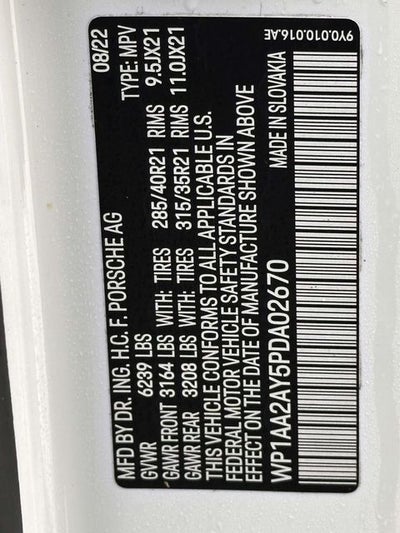 MFD BY DR. ING. H.C. F. PORSCHE AG 08/22
GVWR 6239 LBS TYPE: MPV
GAWR FRONT 3164 LBS WITH: TIRES 285/40R21 RIMS 9.5JX21
GAWR REAR 3208 LBS WITH: TIRES 315/35R21 RIMS 11.0JX21
THIS VEHICLE CONFORMS TO ALL APPLICABLE U.S.
FEDERAL MOTOR VEHICLE SAFETY STANDARDS IN
EFFECT ON THE DATE OF MANUFACTURE SHOWN ABOVE
WP1AA2AY5PDA02670 MADE IN SLOVAKIA
9Y0.010.016.AE